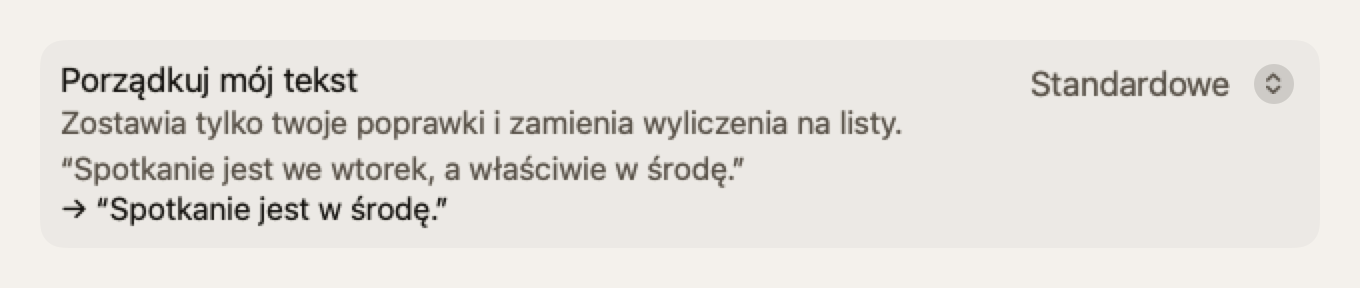 Porządkuj mój tekst
Standardowe
Zostawia tylko twoje poprawki i zamienia wyliczenia na listy.
“Spotkanie jest we wtorek, a właściwie w środę.”
→ “Spotkanie jest w środę.”